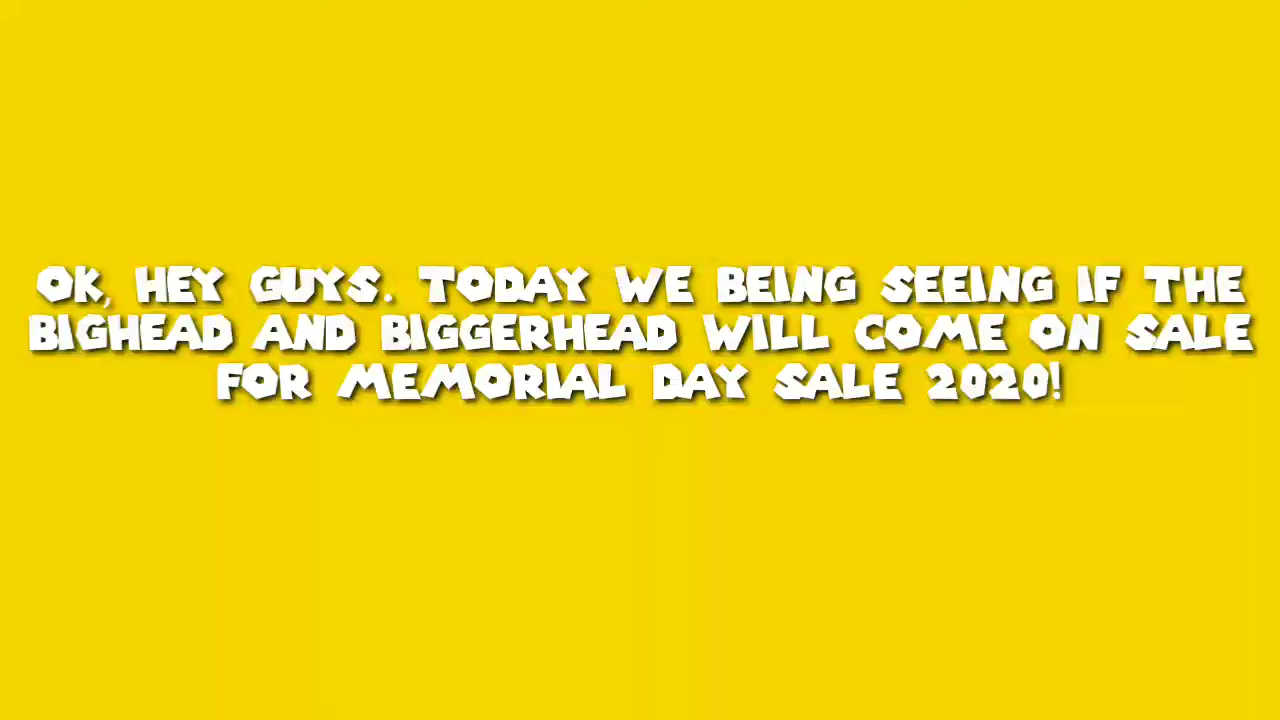 OK, HEY GUYS. TODAY WE BEING SEEING IF THE
BIGHEAD AND BIGGERHEAD WILL COME ON SALE
FOR MEMORIAL DAY SALE 2020!